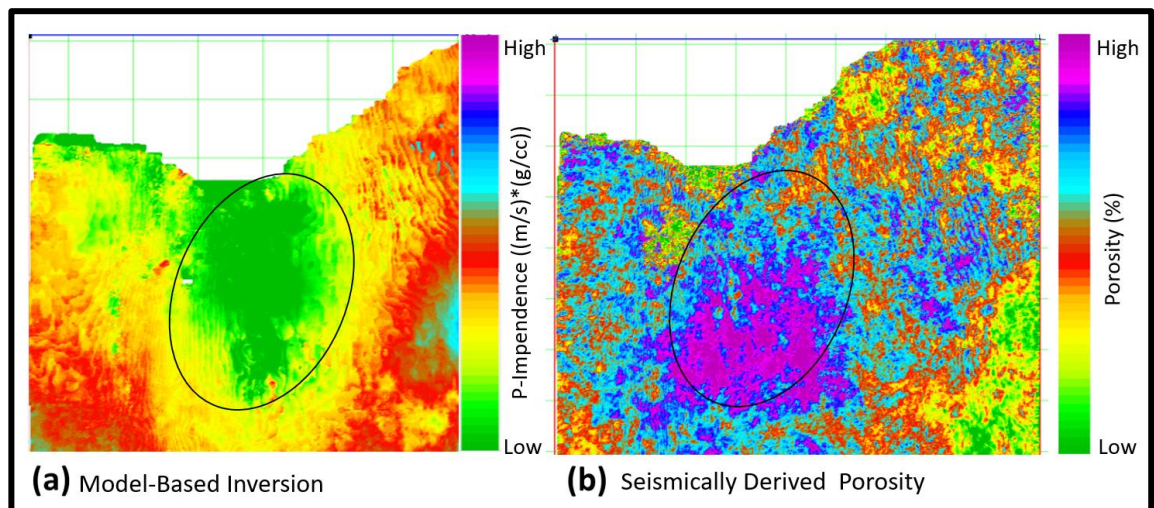 High
P-Impendence ((m/s)*(g/cc))
Low
High
Porosity (%)
Low
(a) Model-Based Inversion
(b) Seismically Derived Porosity